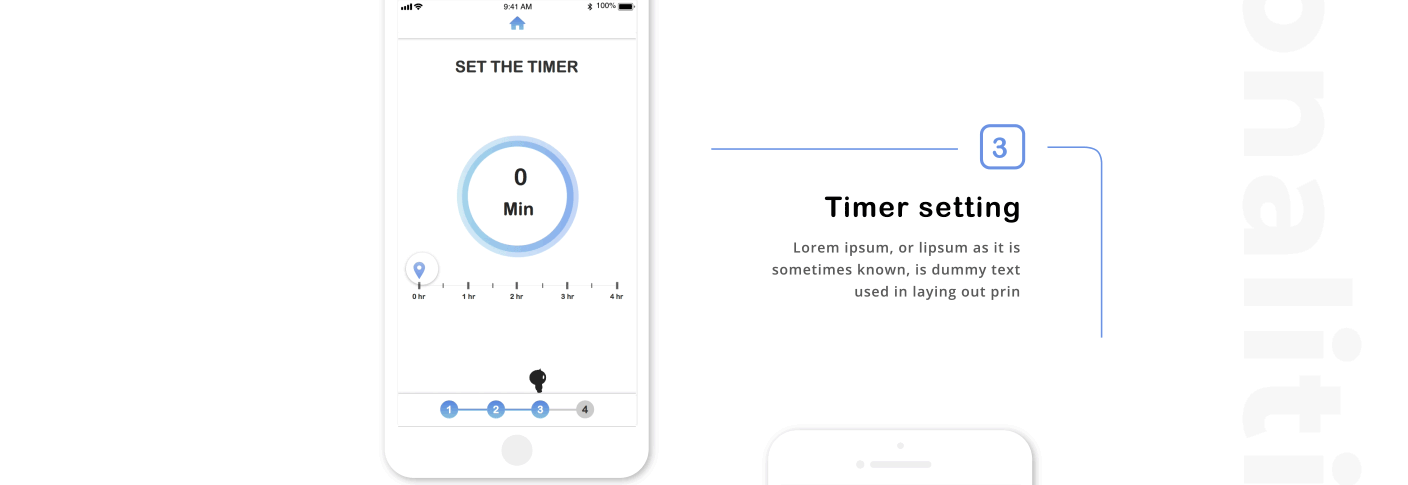 9:41 AM
100%
SET THE TIMER
0
Min
0 hr 1 hr 2 hr 3 hr 4 hr
1 2 3 4
3
Timer setting
Lorem ipsum, or lipsum as it is
sometimes known, is dummy text
used in laying out prin
onaliti